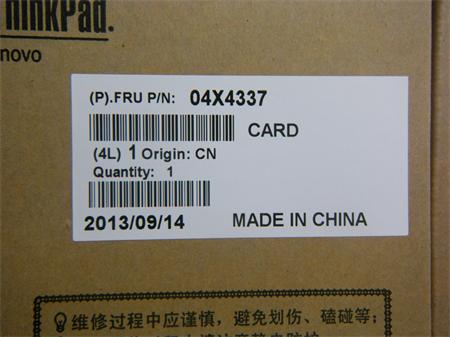 ThinkPad.
novo
(P).FRU P/N: 04X4337
CARD
(4L) 1 Origin: CN
Quantity: 1
2013/09/14 MADE IN CHINA
维修过程中应谨慎，避免划伤、磕碰等；